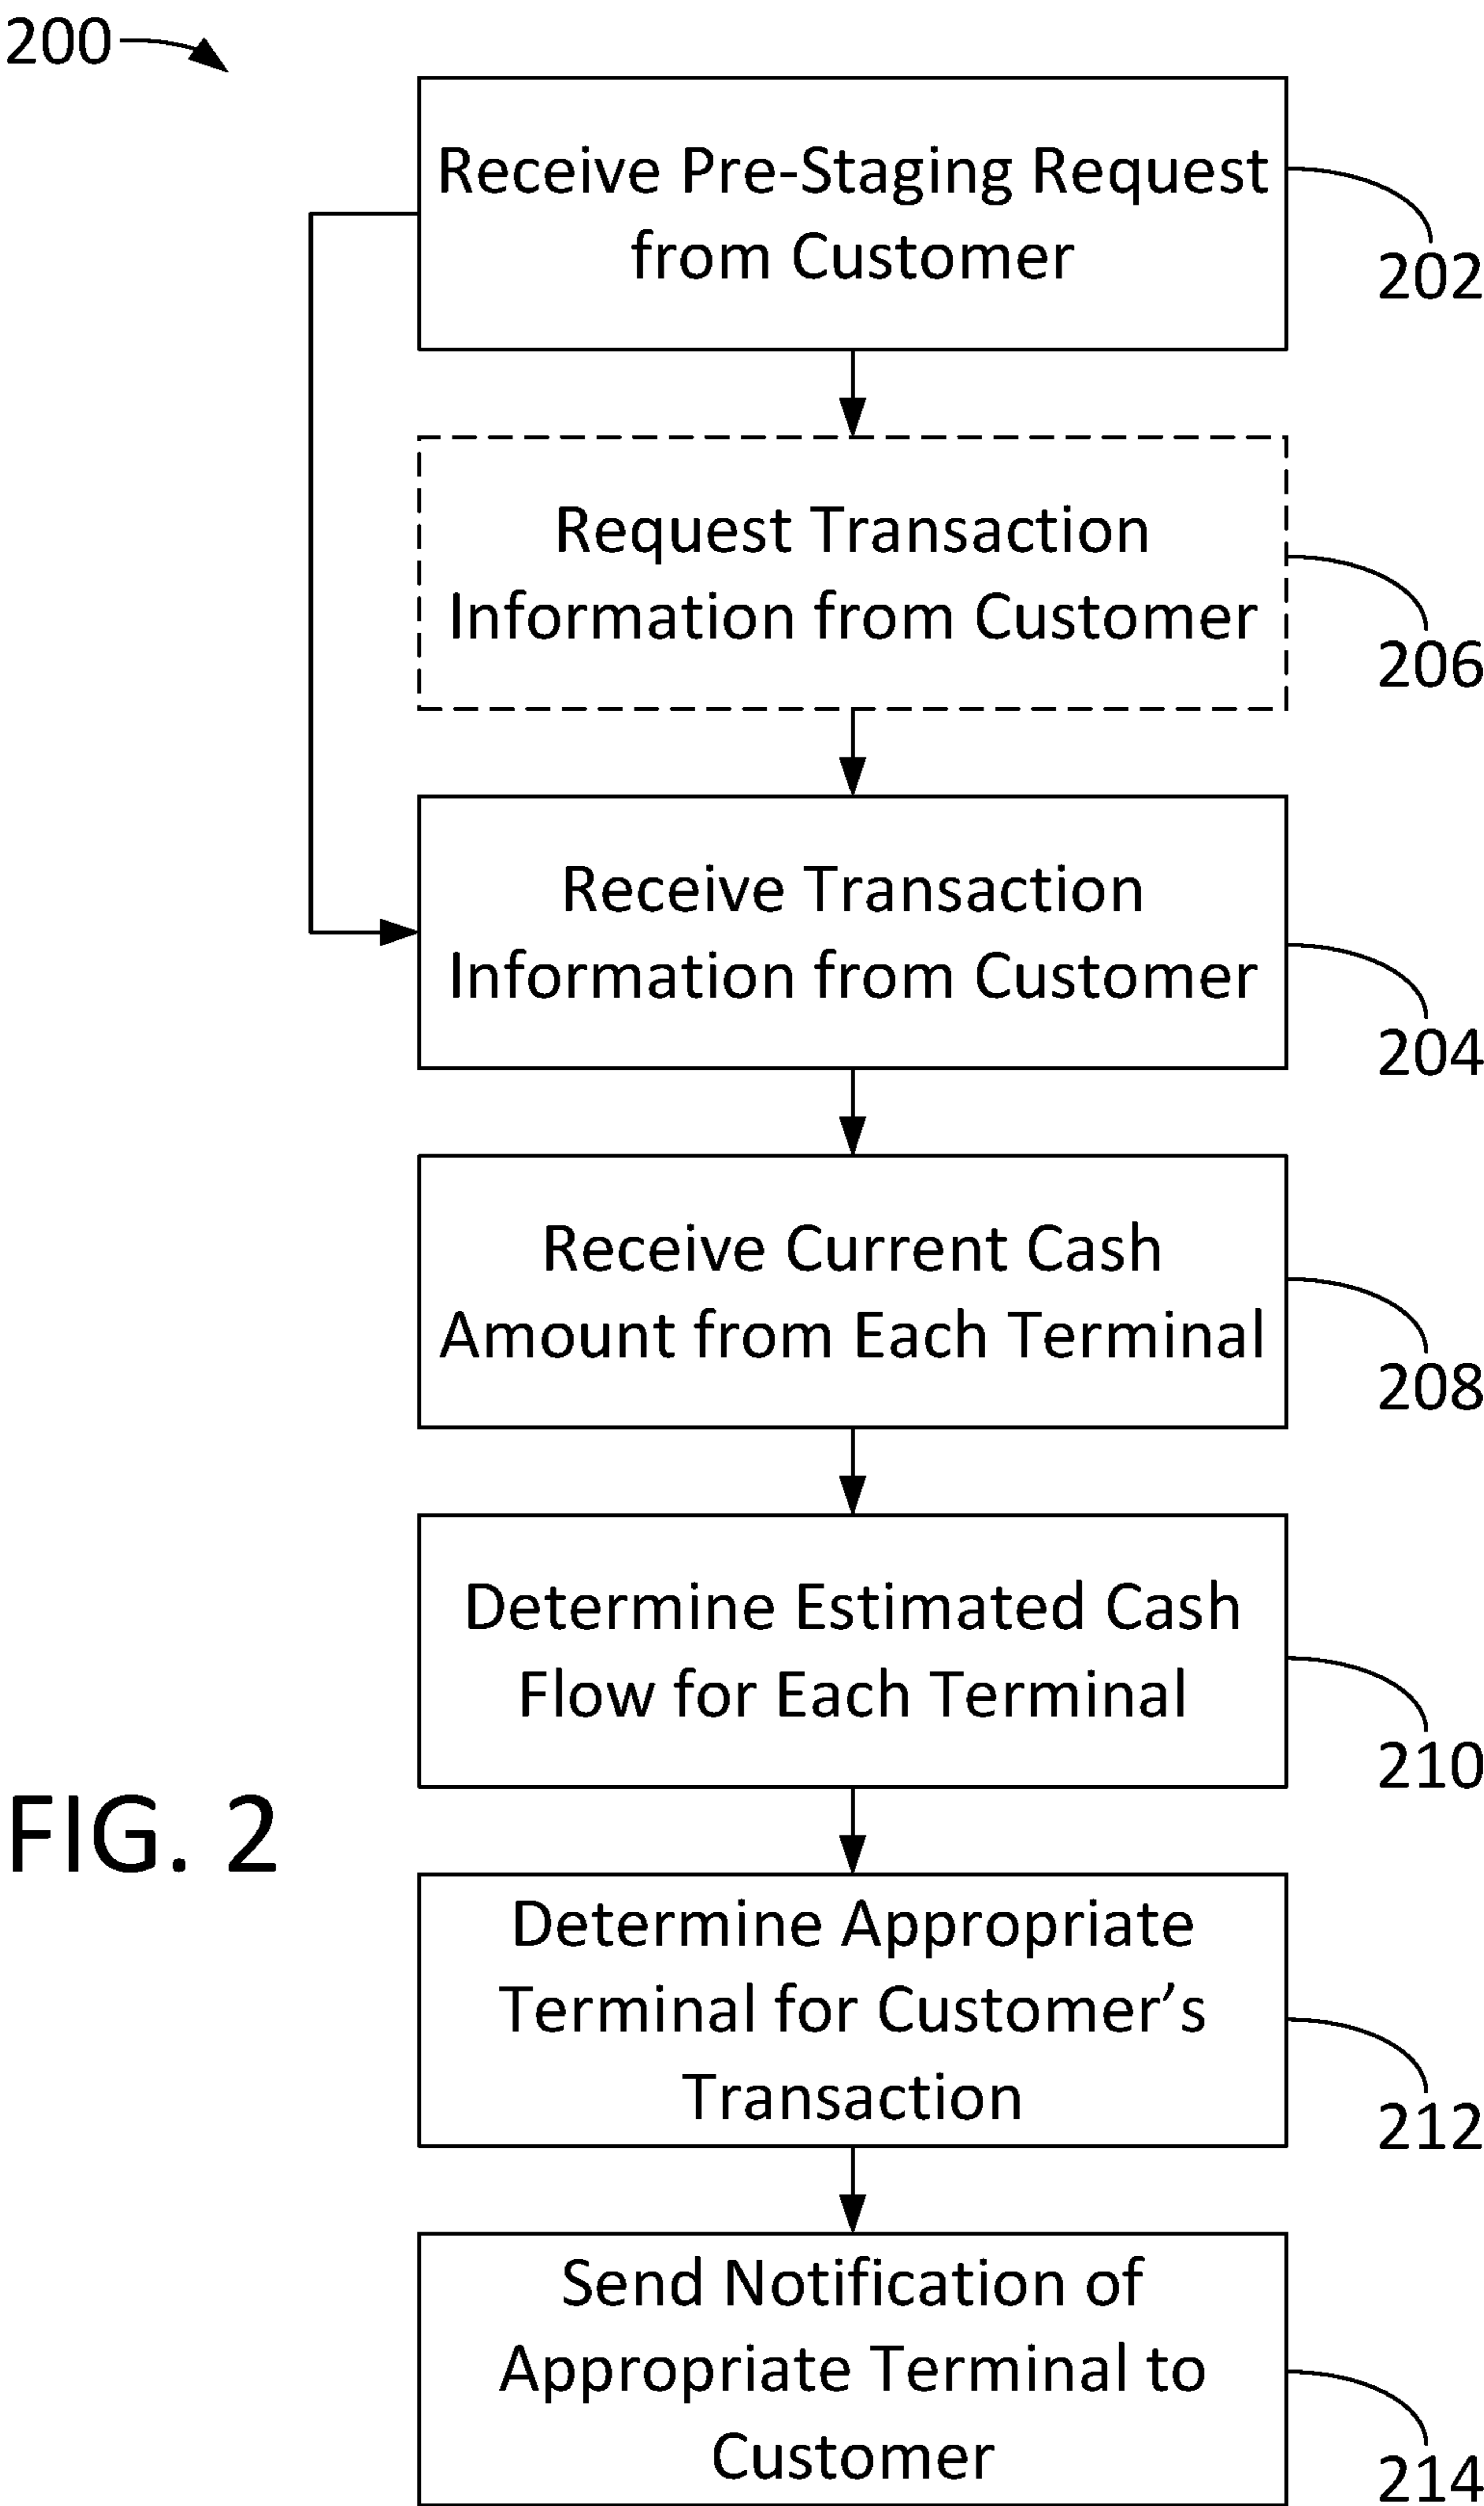 200
Receive Pre-Staging Request
from Customer
202
Request Transaction
Information from Customer
206
Receive Transaction
Information from Customer
204
Receive Current Cash
Amount from Each Terminal
208
Determine Estimated Cash
Flow for Each Terminal
210
FIG. 2
Determine Appropriate
Terminal for Customer’s
Transaction
212
Send Notification of
Appropriate Terminal to
Customer
214